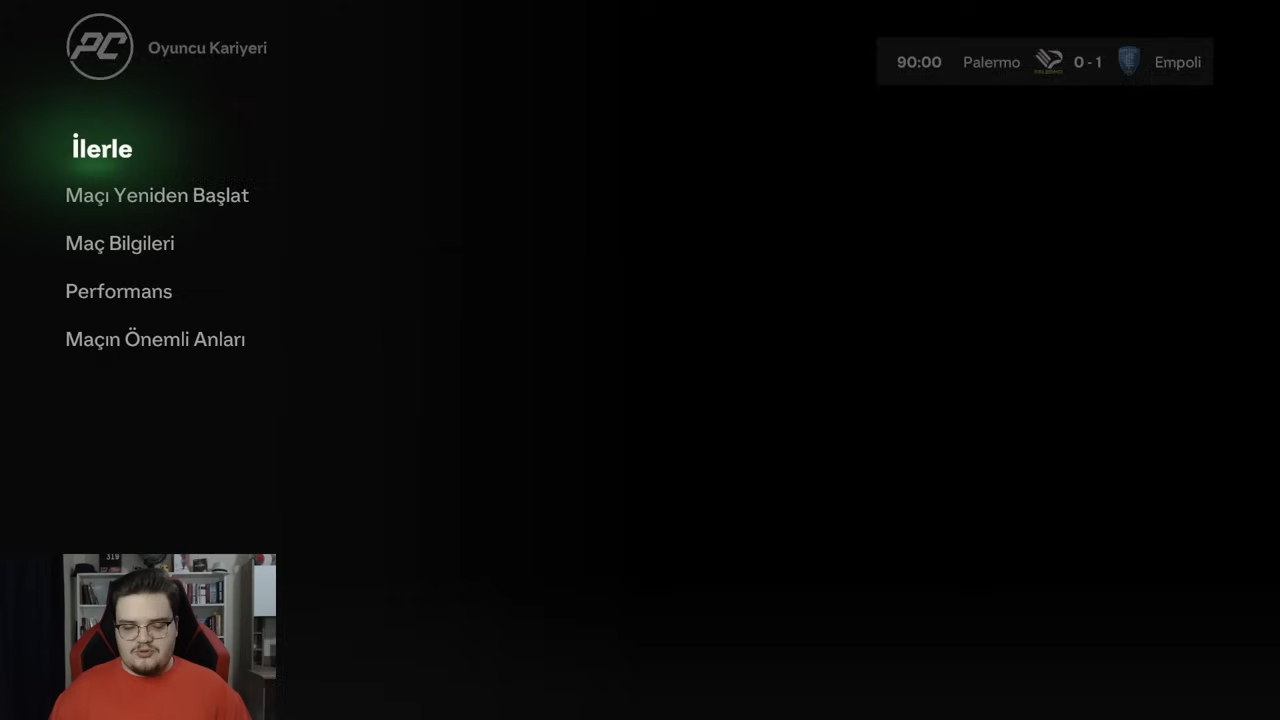 PC Oyuncu Kariyeri
90:00 Palermo 0 - 1 Empoli
İlerle
Maçı Yeniden Başlat
Maç Bilgileri
Performans
Maçın Önemli Anları
319